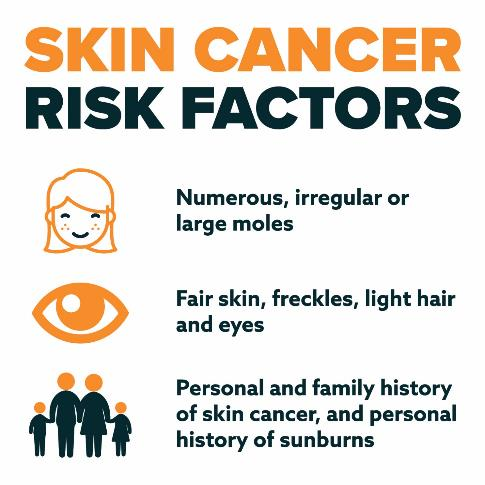 SKIN CANCER
RISK FACTORS
Numerous, irregular or
large moles
Fair skin, freckles, light hair
and eyes
Personal and family history
of skin cancer, and personal
history of sunburns